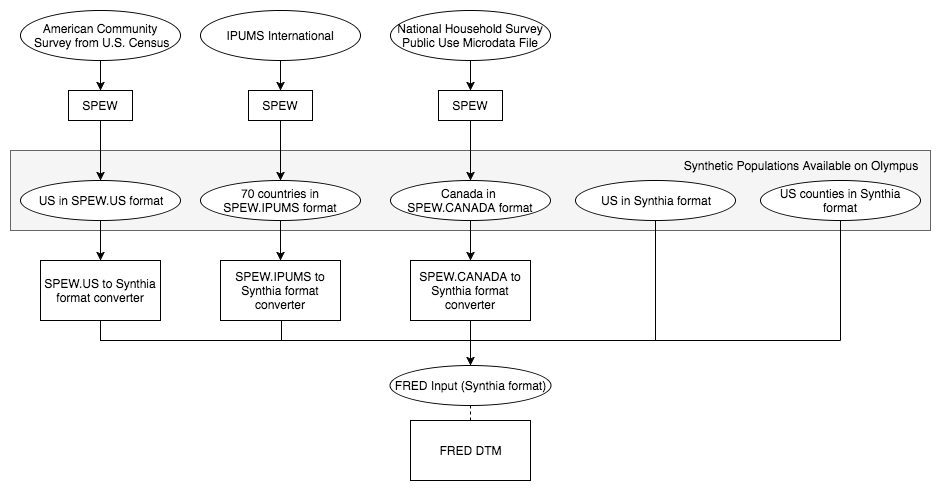 American Community
Survey from U.S. Census
IPUMS International
National Household Survey
Public Use Microdata File
SPEW
SPEW
SPEW
Synthetic Populations Available on Olympus
US in SPEW.US format
70 countries in
SPEW.IPUMS format
Canada in
SPEW.CANADA format
US in Synthia format
US counties in Synthia
format
SPEW.US to Synthia
format converter
SPEW.IPUMS to
Synthia format
converter
SPEW.CANADA to
Synthia format
converter
FRED Input (Synthia format)
FRED DTM